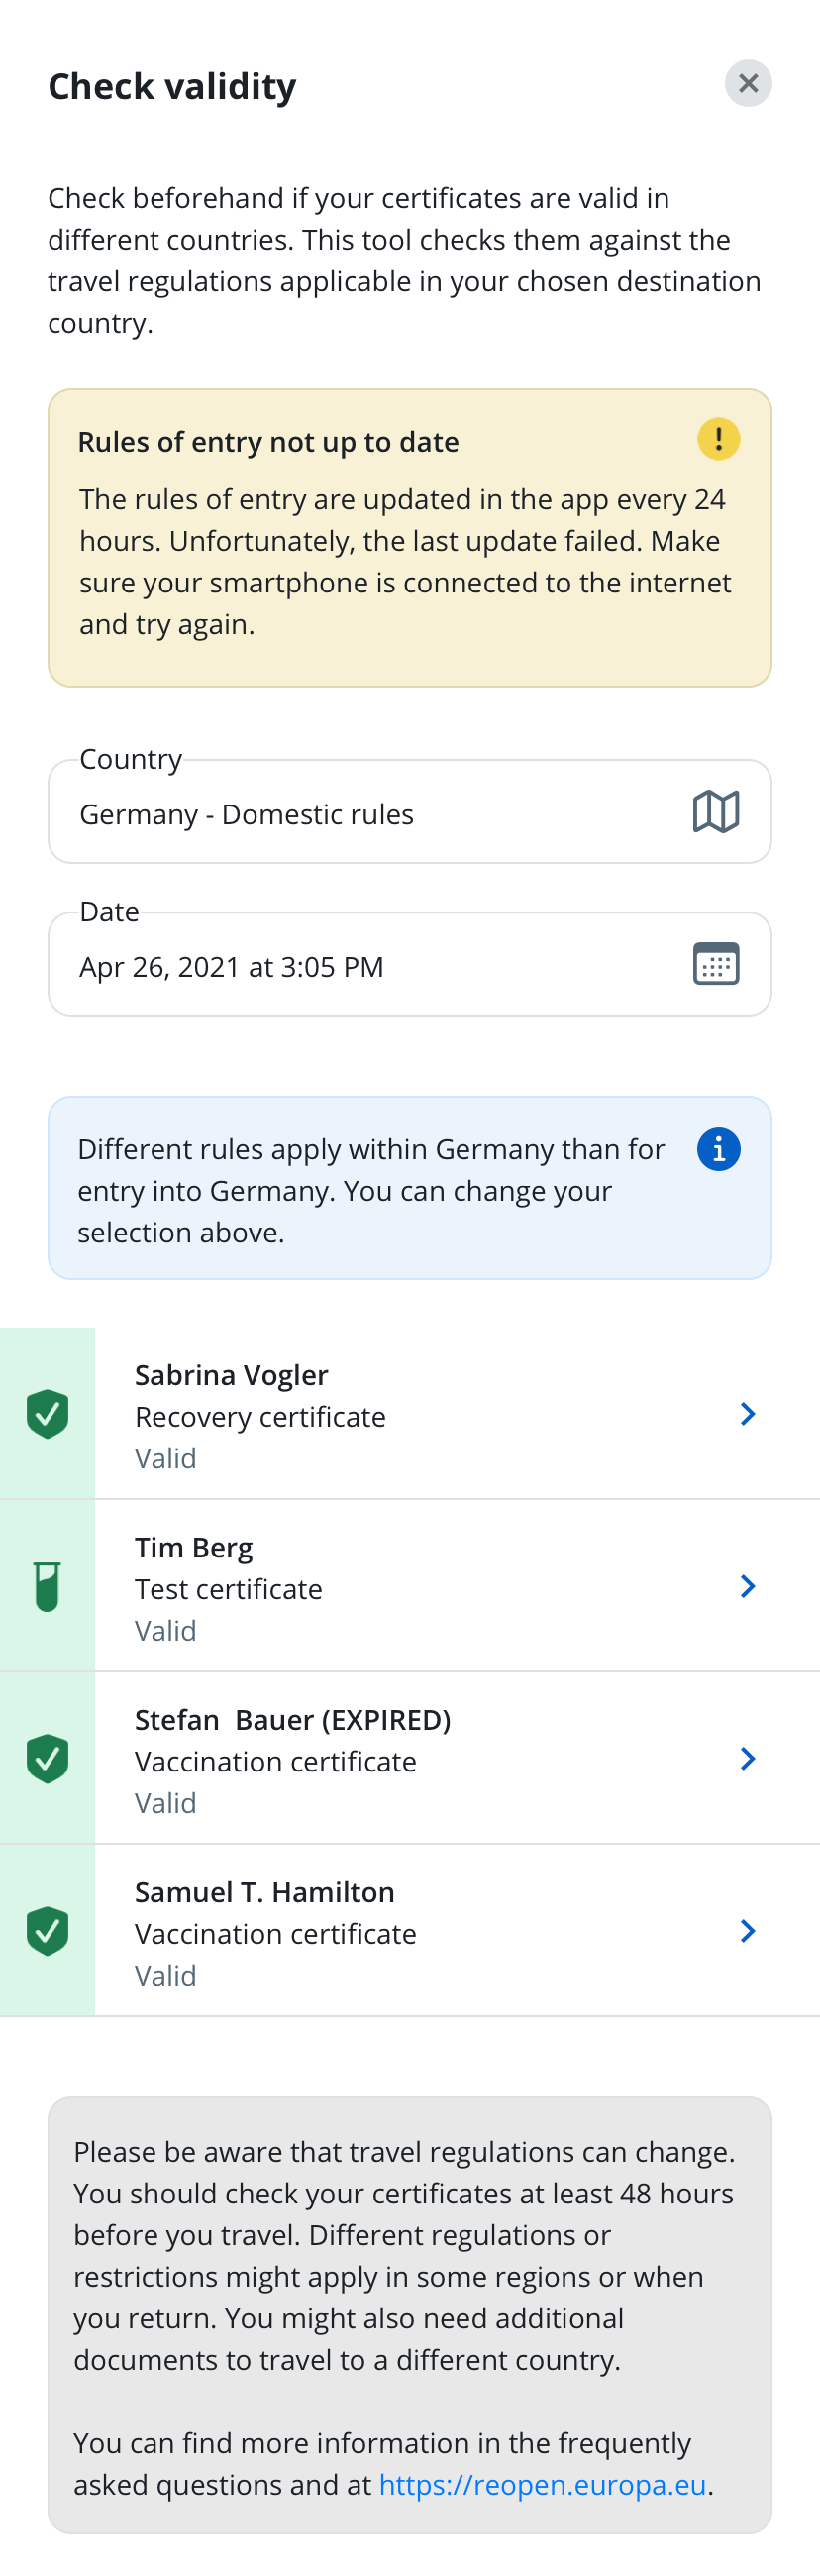 Check validity
Check beforehand if your certificates are valid in
different countries. This tool checks them against the
travel regulations applicable in your chosen destination
country.
Rules of entry not up to date
The rules of entry are updated in the app every 24
hours. Unfortunately, the last update failed. Make
sure your smartphone is connected to the internet
and try again.
Country
Germany - Domestic rules
Date
Apr 26, 2021 at 3:05 PM
Different rules apply within Germany than for
entry into Germany. You can change your
selection above.
Sabrina Vogler
Recovery certificate
Valid
Tim Berg
Test certificate
Valid
Stefan  Bauer (EXPIRED)
Vaccination certificate
Valid
Samuel T. Hamilton
Vaccination certificate
Valid
Please be aware that travel regulations can change.
You should check your certificates at least 48 hours
before you travel. Different regulations or
restrictions might apply in some regions or when
you return. You might also need additional
documents to travel to a different country.
You can find more information in the frequently
asked questions and at https://reopen.europa.eu.